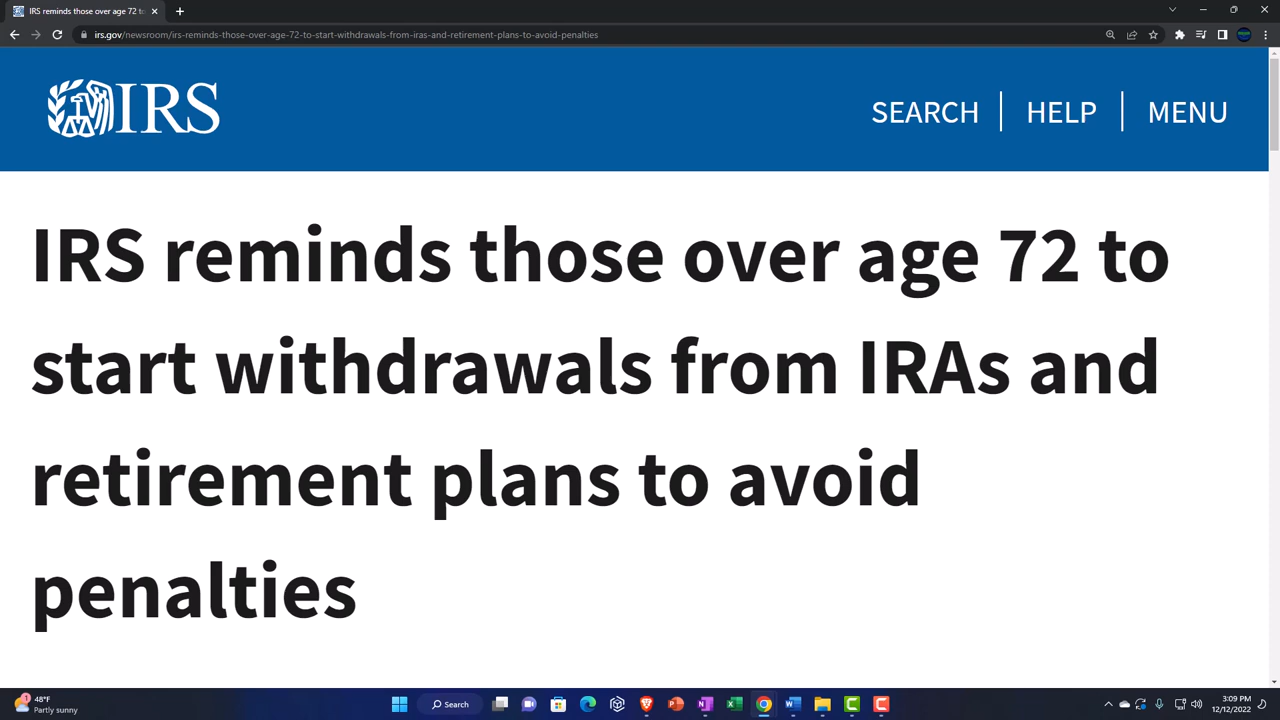 IRS reminds those over age 72 to
irs.gov/newsroom/irs-reminds-those-over-age-72-to-start-withdrawals-from-iras-and-retirement-plans-to-avoid-penalties
IRS
SEARCH HELP MENU
IRS reminds those over age 72 to
start withdrawals from IRAs and
retirement plans to avoid
penalties
1
48°F
Partly sunny
Search
3:09 PM
12/12/2022